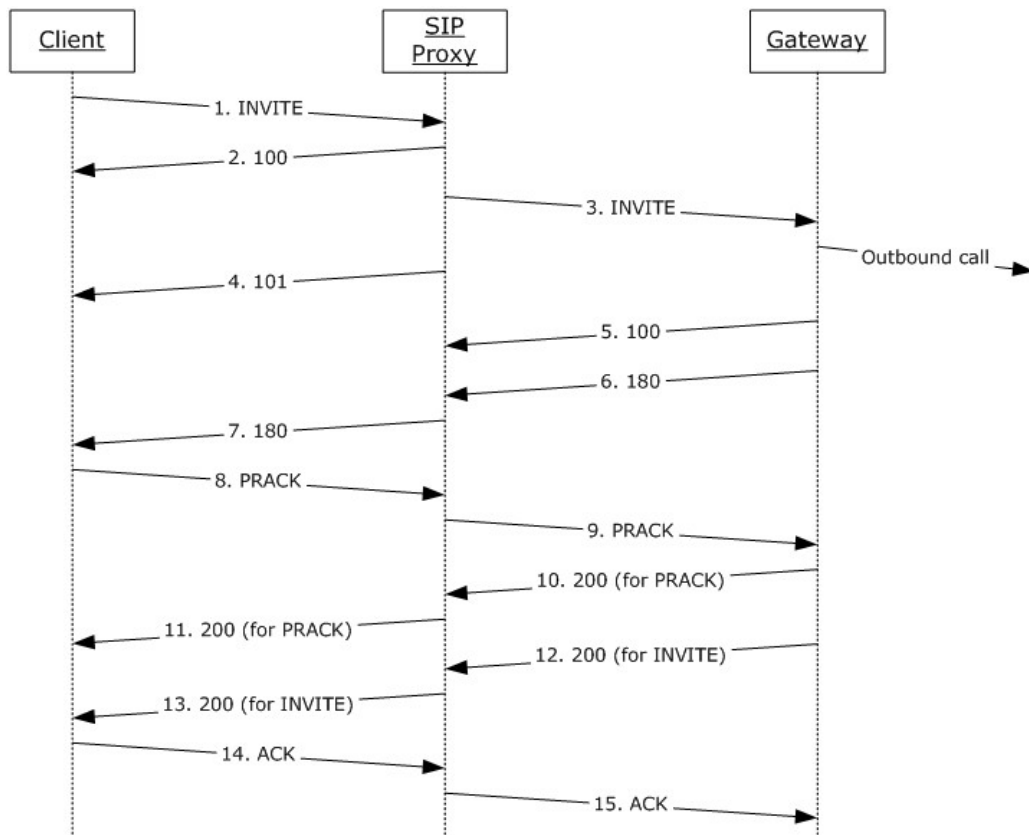 Client
SIP
Proxy
Gateway
1. INVITE
2. 100
3. INVITE
Outbound call
4. 101
5. 100
6. 180
7. 180
8. PRACK
9. PRACK
10. 200 (for PRACK)
11. 200 (for PRACK)
12. 200 (for INVITE)
13. 200 (for INVITE)
14. ACK
15. ACK